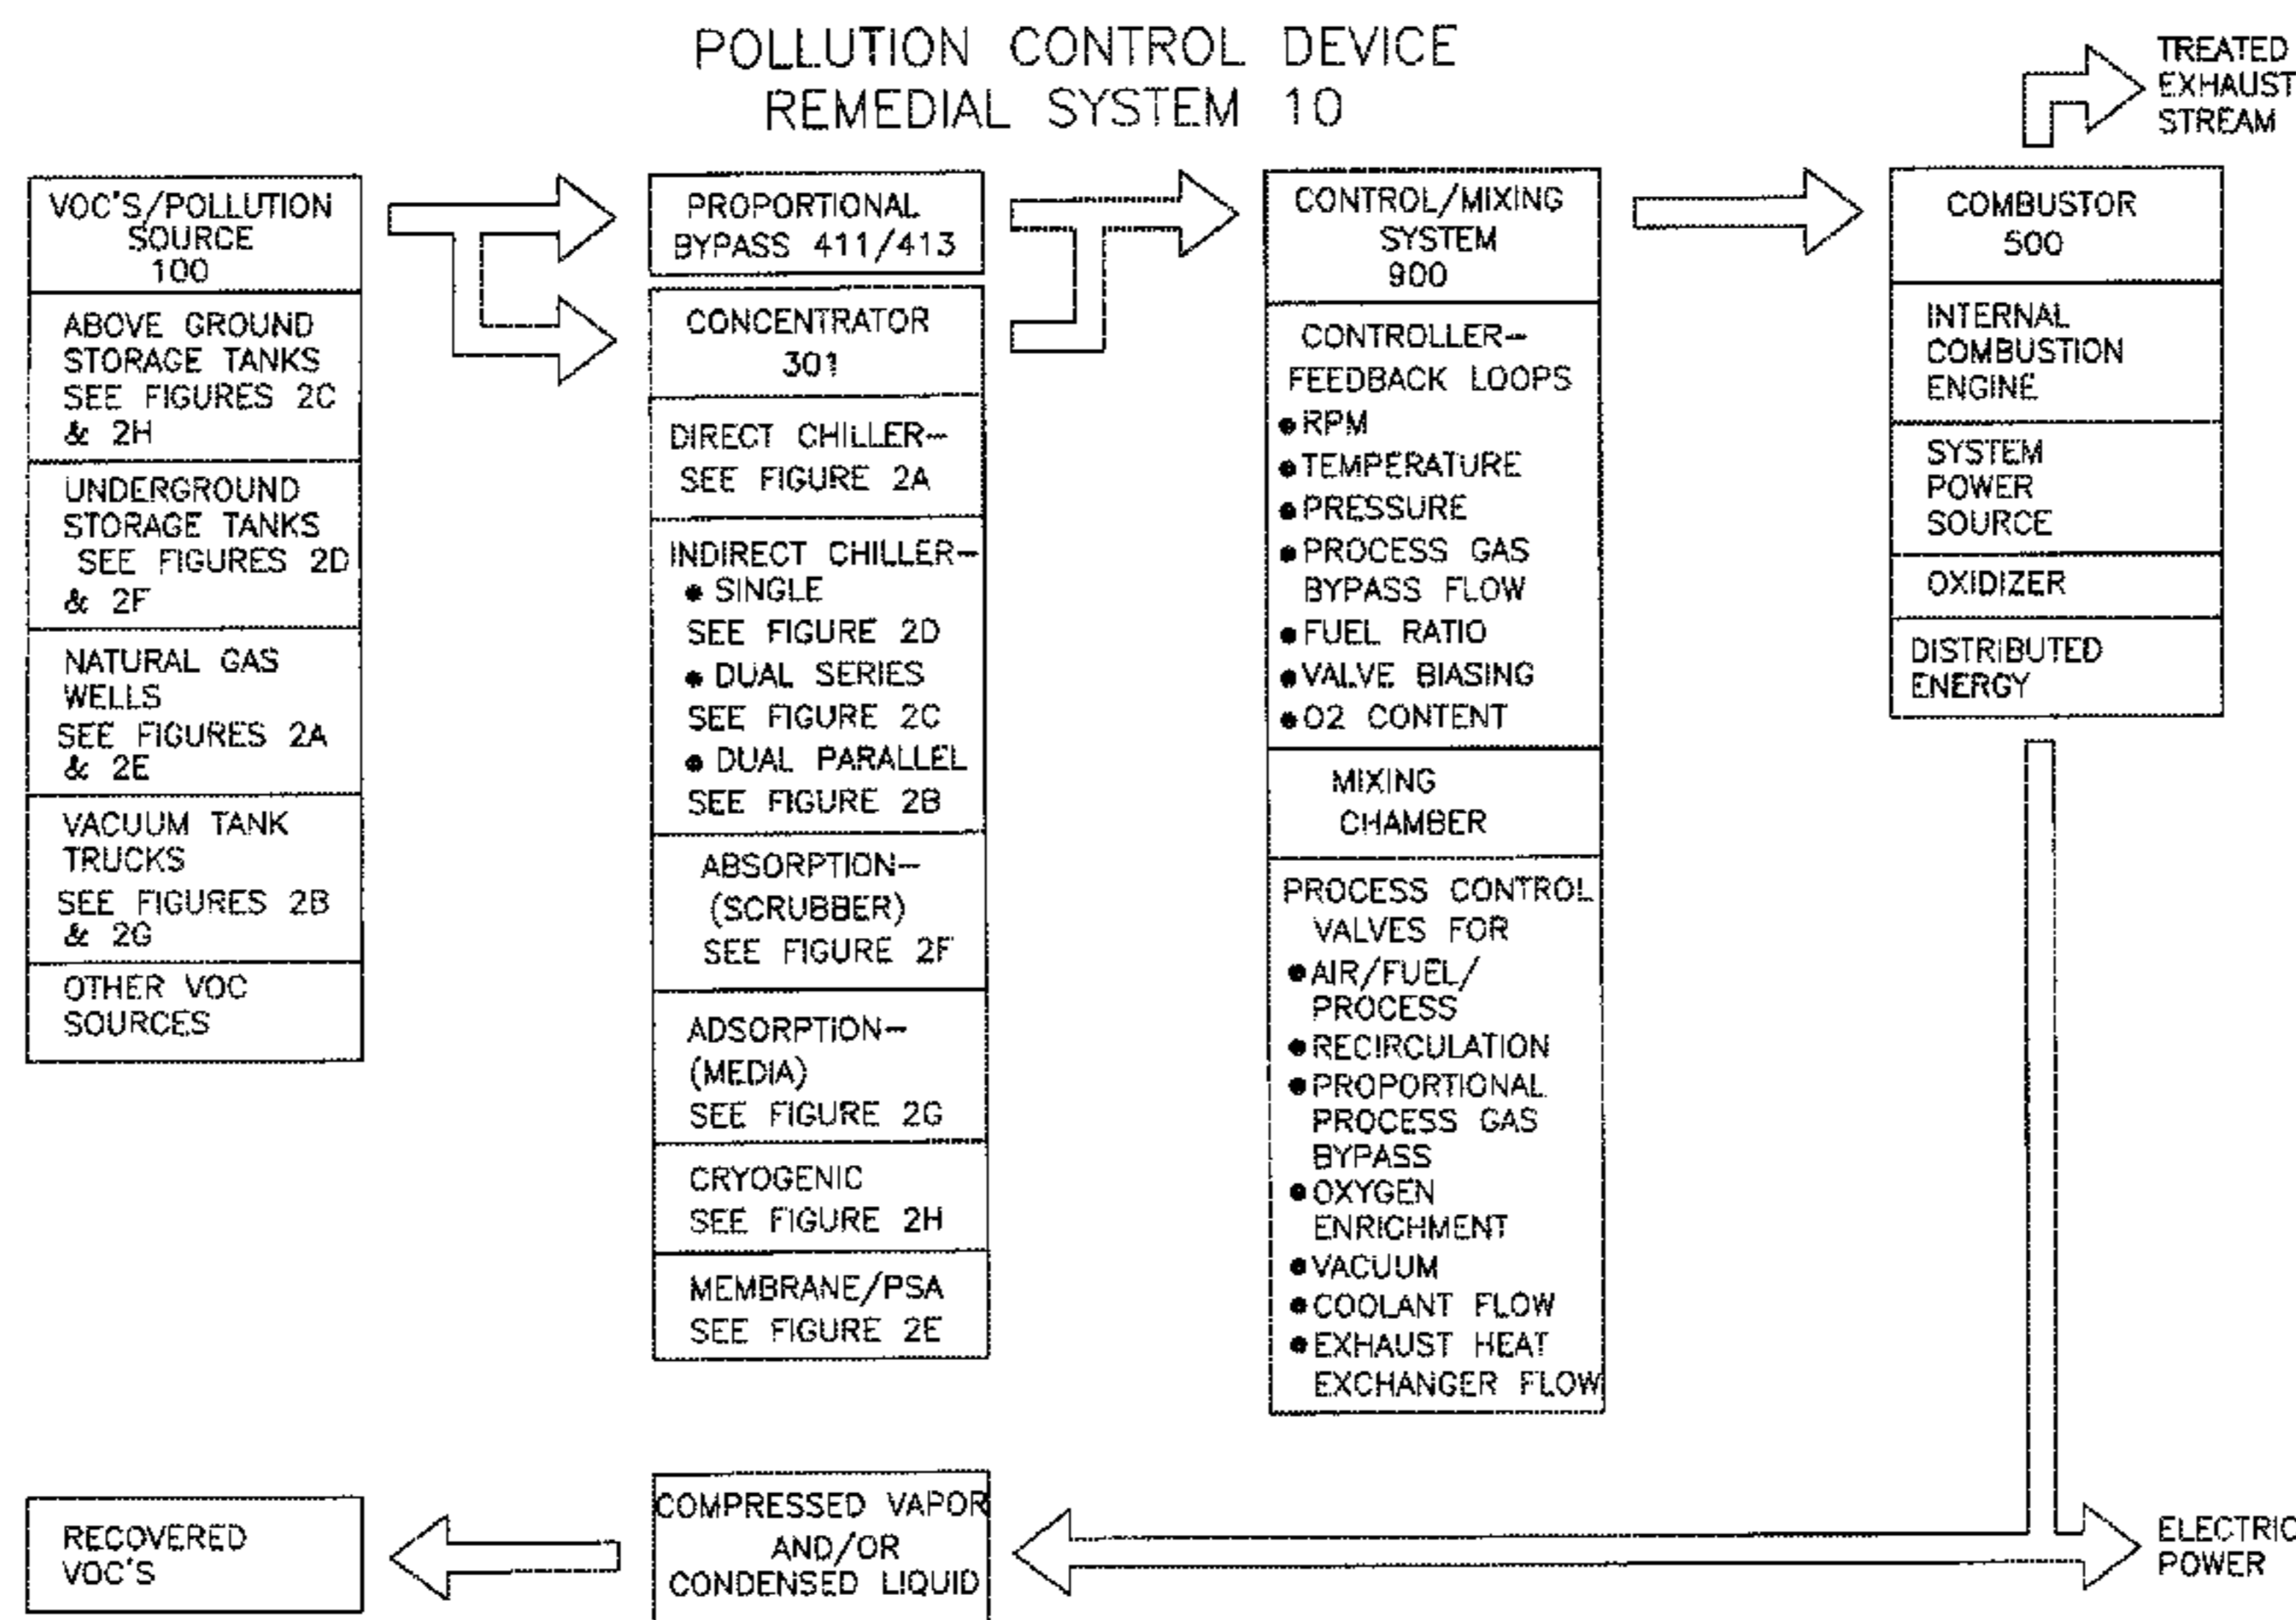 POLLUTION CONTROL DEVICE
REMEDIAL SYSTEM 10
TREATED
EXHAUST
STREAM
VOC'S/POLLUTION
SOURCE
100
ABOVE GROUND
STORAGE TANKS
SEE FIGURES 2C
& 2H
UNDERGROUND
STORAGE TANKS
SEE FIGURES 2D
& 2F
NATURAL GAS
WELLS
SEE FIGURES 2A
& 2E
VACUUM TANK
TRUCKS
SEE FIGURES 2B
& 2G
OTHER VOC
SOURCES
PROPORTIONAL
BYPASS 411/413
CONCENTRATOR
301
DIRECT CHILLER-
SEE FIGURE 2A
INDIRECT CHILLER-
● SINGLE
SEE FIGURE 2D
● DUAL SERIES
SEE FIGURE 2C
● DUAL PARALLEL
SEE FIGURE 2B
ABSORPTION-
(SCRUBBER)
SEE FIGURE 2F
ADSORPTION-
(MEDIA)
SEE FIGURE 2G
CRYOGENIC
SEE FIGURE 2H
MEMBRANE/PSA
SEE FIGURE 2E
CONTROL/MIXING
SYSTEM
900
CONTROLLER-
FEEDBACK LOOPS
● RPM
● TEMPERATURE
● PRESSURE
● PROCESS GAS
BYPASS FLOW
● FUEL RATIO
● VALVE BIASING
● O2 CONTENT
MIXING
CHAMBER
PROCESS CONTROL
VALVES FOR
● AIR/FUEL/
PROCESS
● RECIRCULATION
● PROPORTIONAL
PROCESS GAS
BYPASS
● OXYGEN
ENRICHMENT
● VACUUM
● COOLANT FLOW
● EXHAUST HEAT
EXCHANGER FLOW
COMBUSTOR
500
INTERNAL
COMBUSTION
ENGINE
SYSTEM
POWER
SOURCE
OXIDIZER
DISTRIBUTED
ENERGY
RECOVERED
VOC'S
COMPRESSED VAPOR
AND/OR
CONDENSED LIQUID
ELECTRIC
POWER